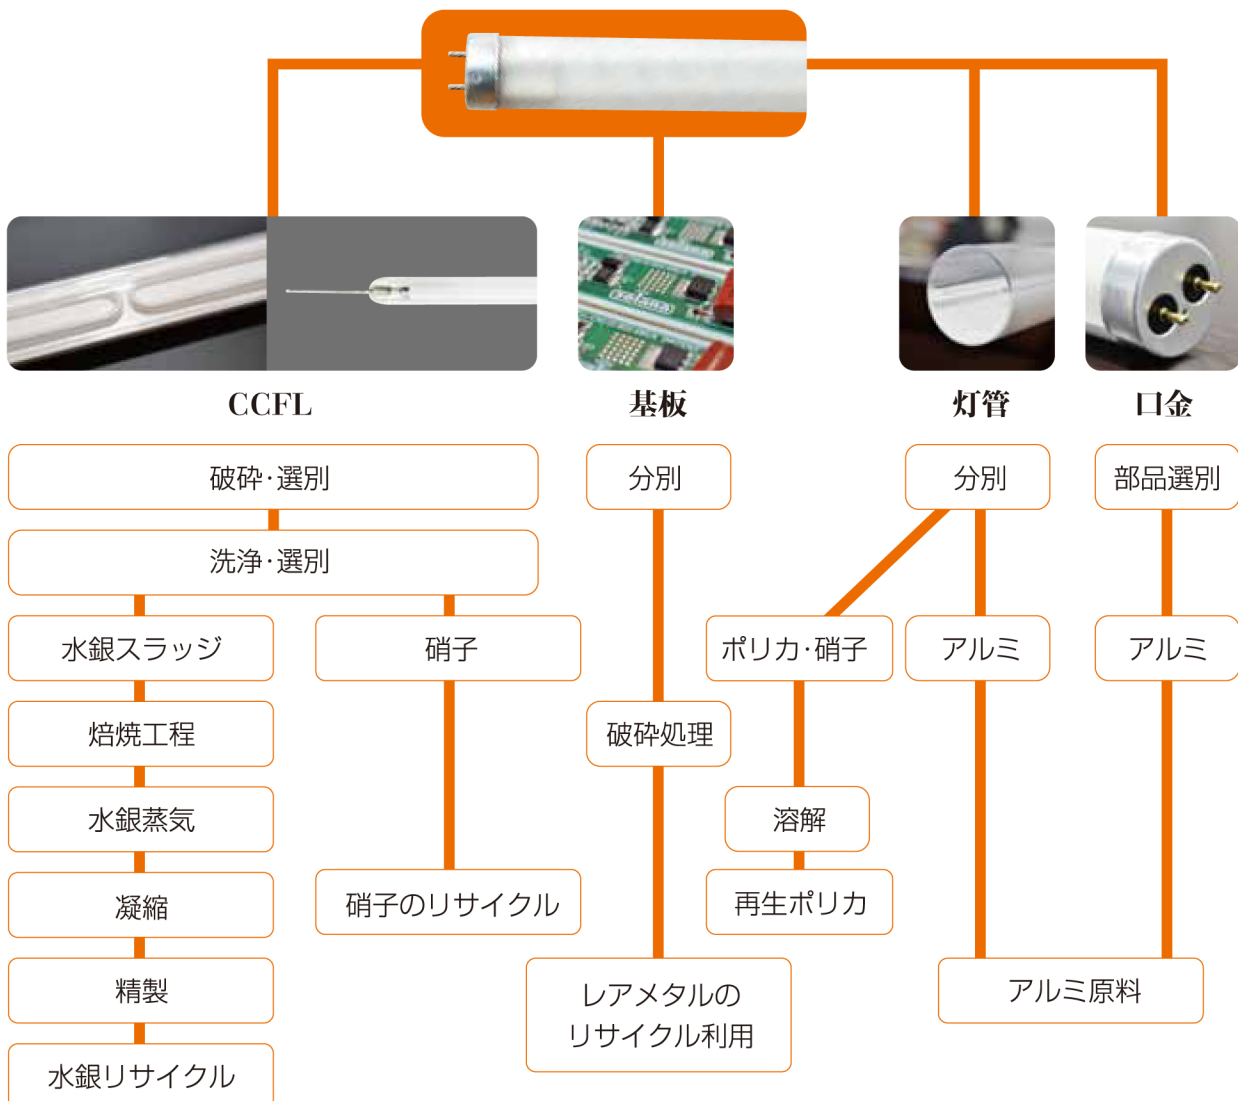 CCFL
基板
灯管
口金
破砕・選別
分別
分別
部品選別
洗浄・選別
水銀スラッジ
硝子
ポリカ・硝子
アルミ
アルミ
焙焼工程
破砕処理
水銀蒸気
溶解
凝縮
硝子のリサイクル
再生ポリカ
精製
レアメタルの
リサイクル利用
アルミ原料
水銀リサイクル